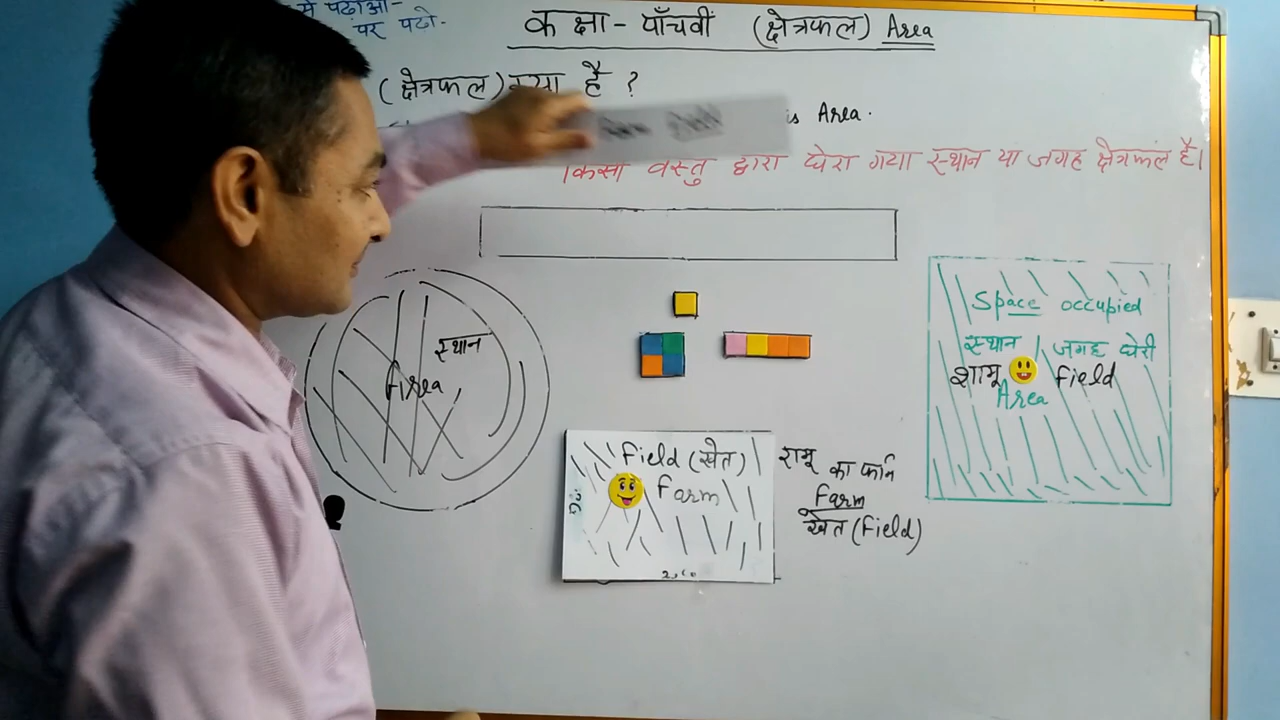 में पढ़ाओ-
पर पढो.
कक्षा- पाँचवी (क्षेत्रफल) Area
(क्षेत्रफल) क्या है ?
is Area.
किसी वस्तु द्वारा घेरा गया स्थान या जगह क्षेत्रफल है।
स्थान
Area
Space occupied
स्थान / जगह घेरी
शामू Field
Area
Field (खेत)
Farm
रामू का फार्म
Farm
खेत (Field)